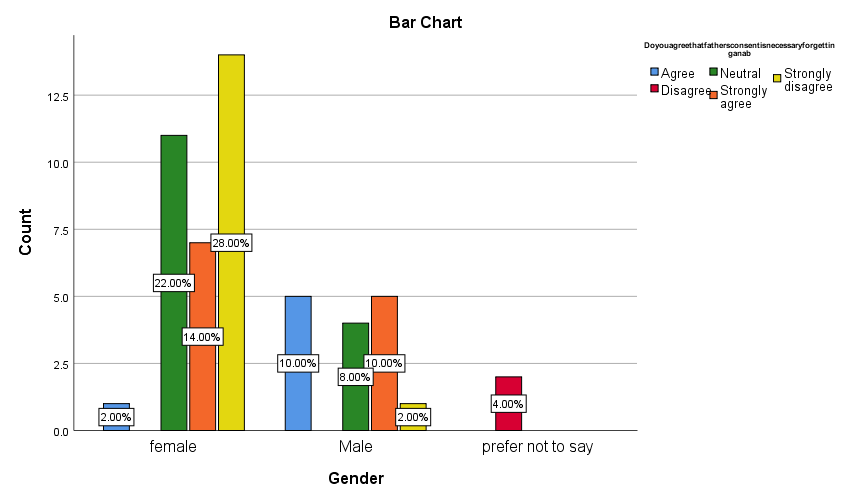 Bar Chart
Doyouagreethatfathersconsentisnecessaryforgettin
ganab
Agree
Neutral
Strongly
disagree
Disagree
Strongly
agree
Count
12.5
10.0
7.5
5.0
2.5
0.0
2.00%
22.00%
14.00%
28.00%
10.00%
8.00%
10.00%
2.00%
4.00%
female
Male
prefer not to say
Gender